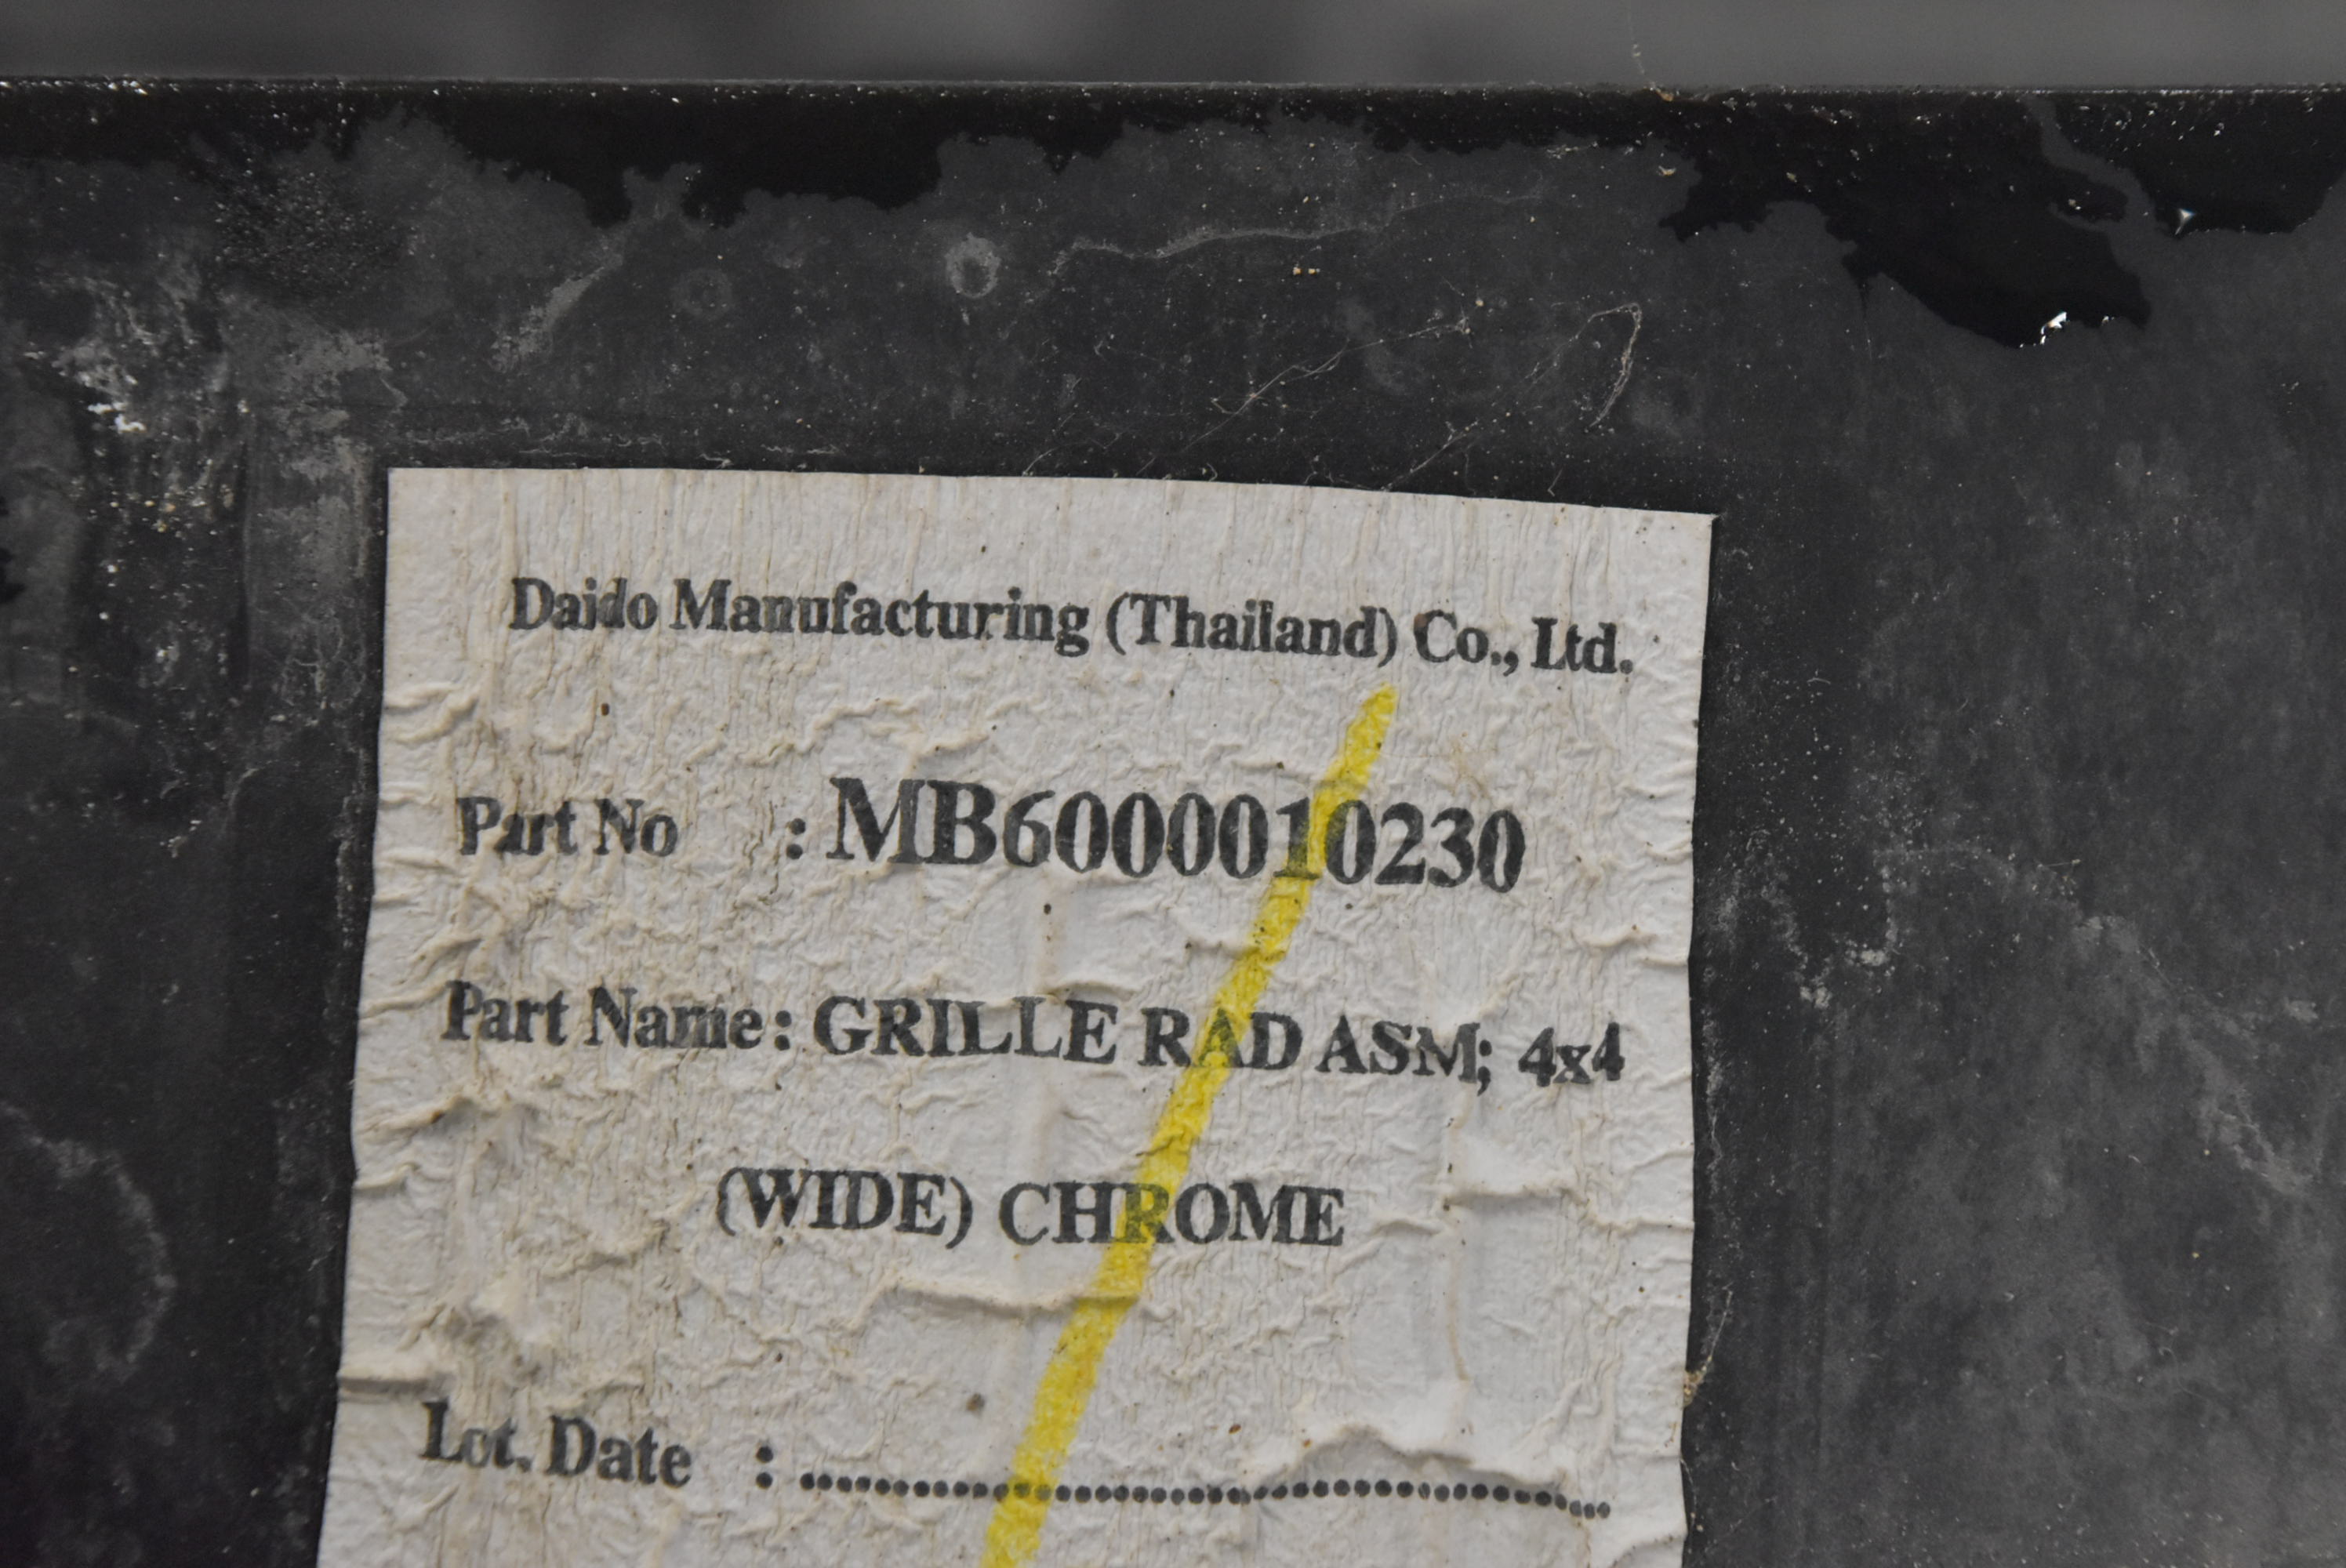 Daido Manufacturing (Thailand) Co., Ltd.
Part No : MB6000010230
Part Name : GRILLE RAD ASM; 4x4
(WIDE) CHROME
Lot. Date : ........................................